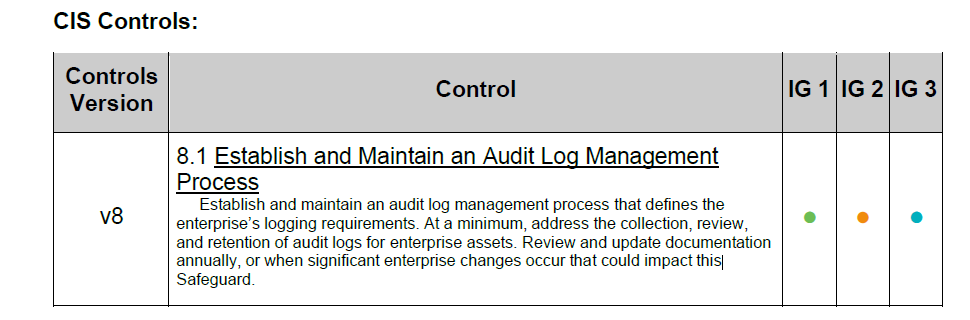 CIS Controls:
Controls Version
Control
IG 1
IG 2
IG 3
v8
8.1 Establish and Maintain an Audit Log Management
Process
Establish and maintain an audit log management process that defines the
enterprise’s logging requirements. At a minimum, address the collection, review,
and retention of audit logs for enterprise assets. Review and update documentation
annually, or when significant enterprise changes occur that could impact this
Safeguard.